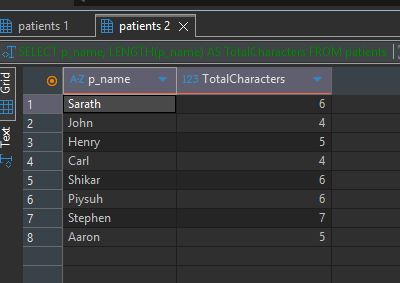 patients 1
patients 2
SELECT p_name, LENGTH(p_name) AS TotalCharacters FROM patients
Grid
Text
A-Z p_name
123 TotalCharacters
1 Sarath 6
2 John 4
3 Henry 5
4 Carl 4
5 Shikar 6
6 Piysuh 6
7 Stephen 7
8 Aaron 5